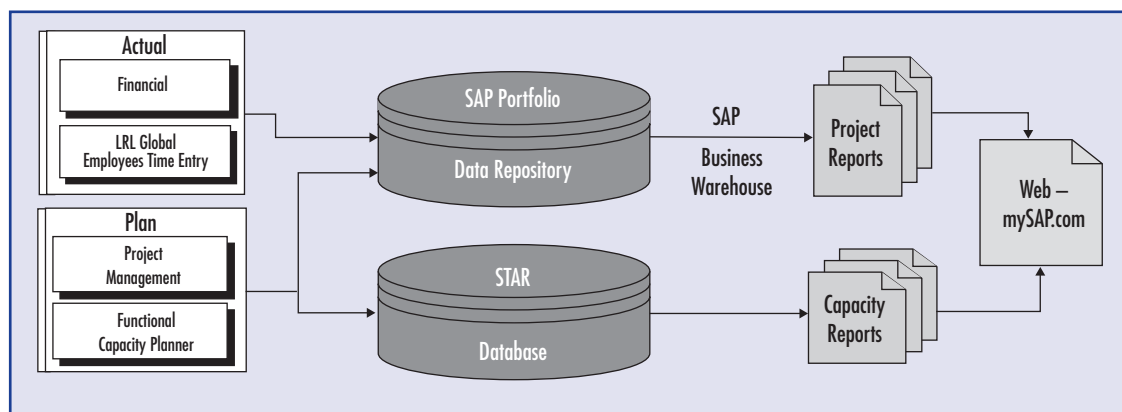 Actual
Financial
LRL Global
Employees Time Entry
Plan
Project
Management
Functional
Capacity Planner
SAP Portfolio
Data Repository
STAR
Database
SAP
Business
Warehouse
Project
Reports
Capacity
Reports
Web –
mySAP.com